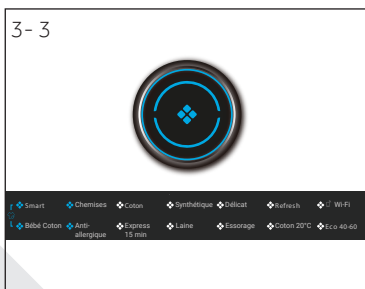 3- 3
Smart Chemises Coton Synthétique Délicat Refresh Wi-Fi
Bébé Coton Anti-allergique Express 15 min Laine Essorage Coton 20°C Eco 40-60